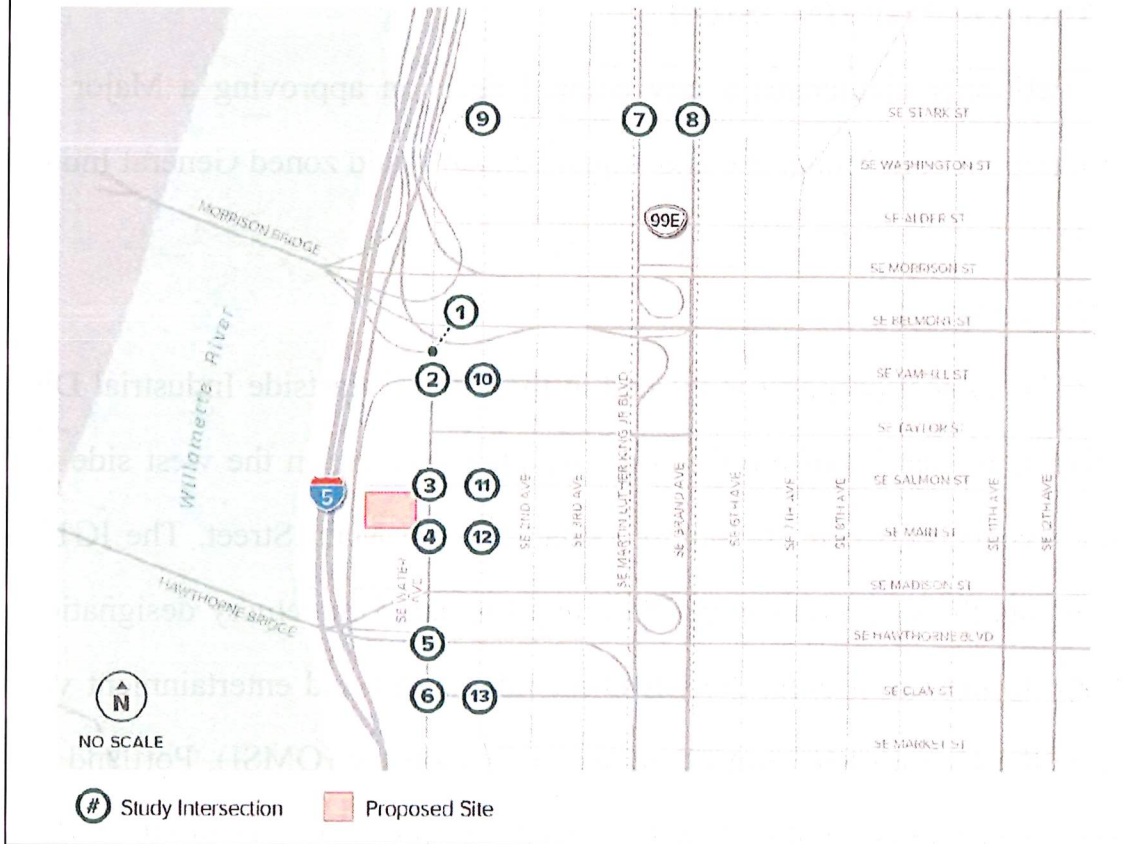 approving a Major
zoned General
9
7
8
SE STARK ST
SE WASHINGTON ST
MORRISON BRIDGE
99E
SE ALDER ST
SE MORRISON ST
1
SE BELMONT ST
Willamette River
2
10
SE YAMHILL ST
SE TAYLOR ST
5
3
11
SE SALMON ST
4
12
SE MAIN ST
SE WATER AVE
SE 2ND AVE
SE 3RD AVE
SE MARTIN LUTHER KING JR BLVD
SE GRAND AVE
SE 6TH AVE
SE 7TH AVE
SE 8TH AVE
SE 11TH AVE
SE 12TH AVE
SE MADISON ST
HAWTHORNE BRIDGE
5
SE HAWTHORNE BLVD
6
13
SE CLAY ST
SE MARKET ST
N
NO SCALE
# Study Intersection
Proposed Site